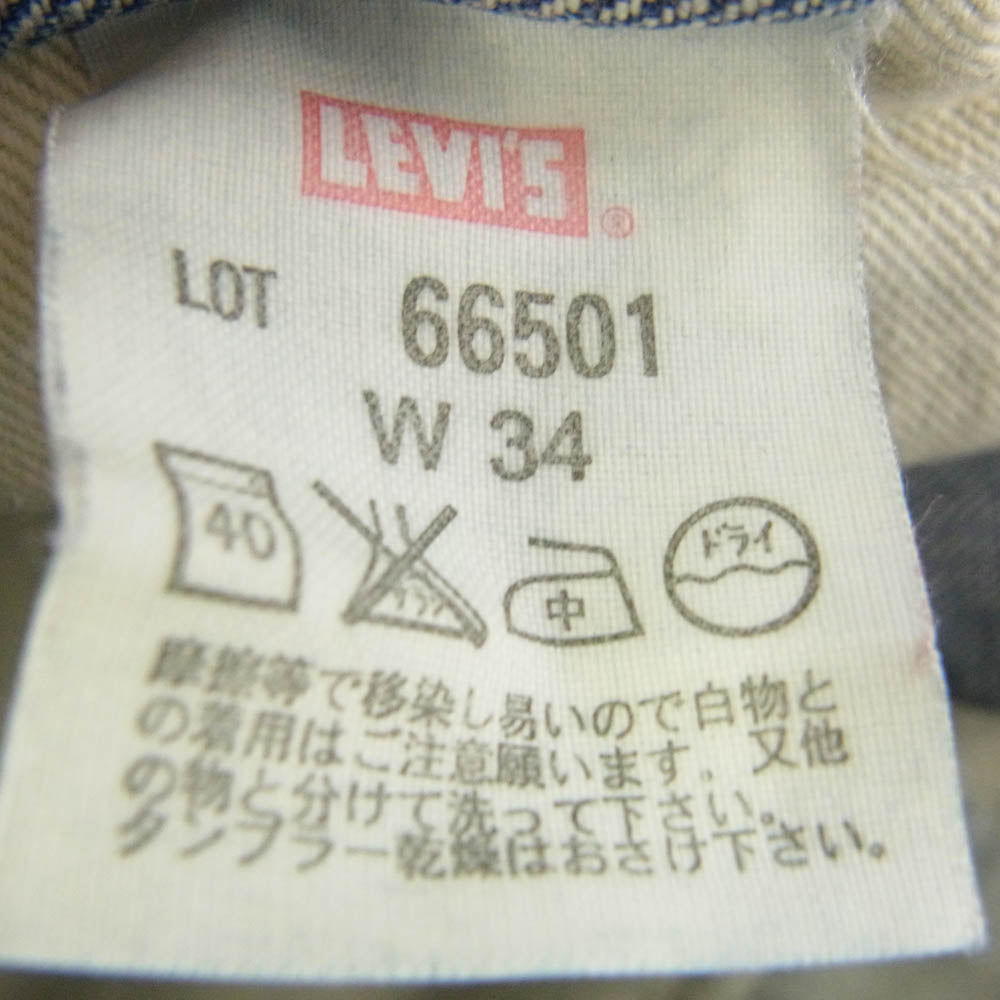 LEVI'S ®
LOT 66501
W 34
40 中 ドライ
摩擦等で移染し易いので白物と
の着用はご注意願います。又他
の物と分けて洗って下さい。
タンブラー乾燥はおさけ下さい。